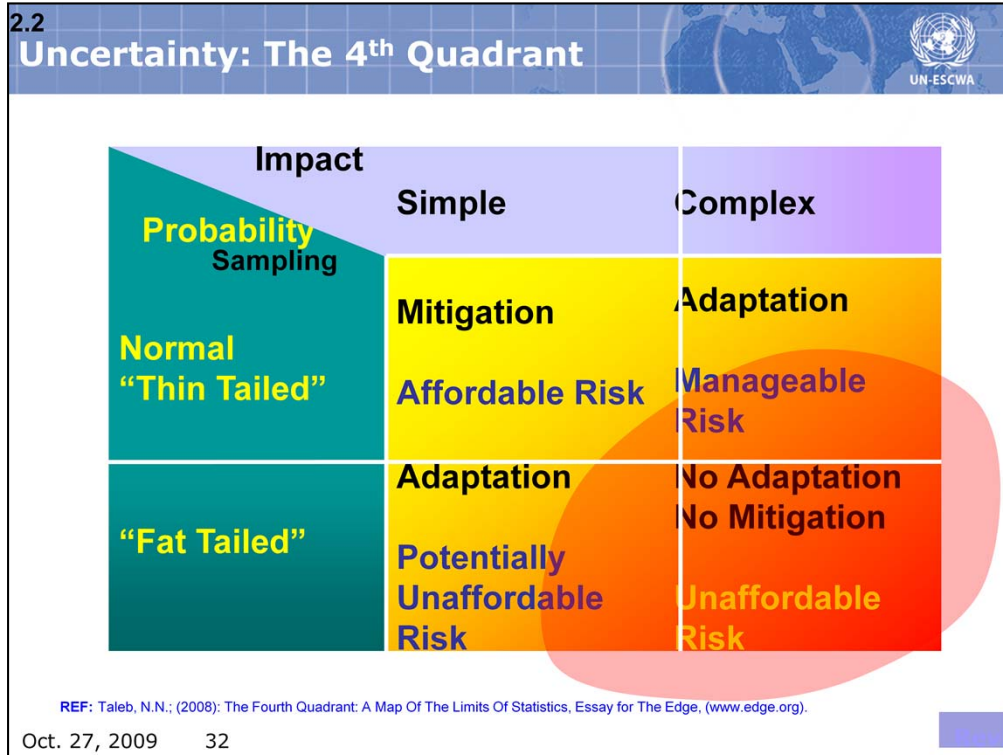 2.2
Uncertainty: The 4th Quadrant
UN-ESCWA
Impact
Probability
Sampling
Simple
Complex
Normal
“Thin Tailed”
Mitigation
Affordable Risk
Adaptation
Manageable
Risk
“Fat Tailed”
Adaptation
Potentially
Unaffordable
Risk
No Adaptation
No Mitigation
Unaffordable
Risk
REF: Taleb, N.N.; (2008): The Fourth Quadrant: A Map Of The Limits Of Statistics, Essay for The Edge, (www.edge.org).
Oct. 27, 2009 32